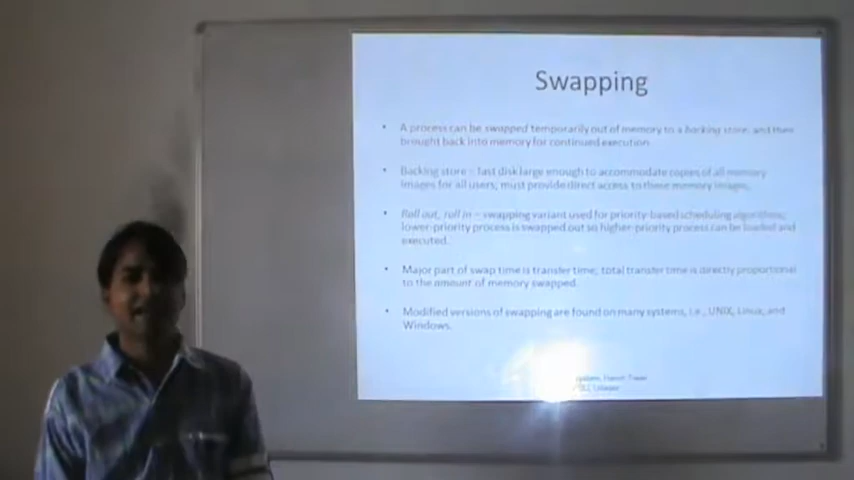 Swapping
• A process can be swapped temporarily out of memory to a backing store, and then
brought back into memory for continued execution
• Backing store – fast disk large enough to accommodate copies of all memory
images for all users; must provide direct access to these memory images.
• Roll out, roll in – swapping variant used for priority-based scheduling algorithms;
lower-priority process is swapped out so higher-priority process can be loaded and
executed.
• Major part of swap time is transfer time; total transfer time is directly proportional
to the amount of memory swapped.
• Modified versions of swapping are found on many systems, i.e., UNIX, Linux, and
Windows.